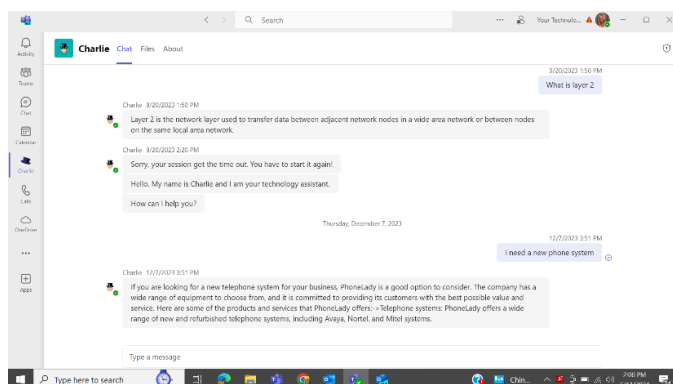 Search
Your Technolo...
Activity
Teams
Chat
Calendar
Charlie
Calls
OneDrive
Apps
Charlie Chat Files About
9/20/2023 1:50 PM
What is layer 2
Charlie 9/20/2023 1:50 PM
Layer 2 is the network layer used to transfer data between adjacent network nodes in a wide area network or between nodes
on the same local area network.
Charlie 9/20/2023 2:20 PM
Sorry, your session got the time out. You have to start it again!
Hello. My name is Charlie and I am your technology assistant.
How can I help you?
Thursday, December 7, 2023
12/7/2023 3:51 PM
I need a new phone system
Charlie 12/7/2023 3:51 PM
If you are looking for a new telephone system for your business, PhoneLady is a good option to consider. The company has a
wide range of equipment to choose from, and it is committed to providing its customers with the best possible value and
service. Here are some of the products and services that PhoneLady offers: ->Telephone systems: PhoneLady offers a wide
range of new and refurbished telephone systems, including Avaya, Nortel, and Mitel systems.
Type a message
Type here to search
Chin...
2:00 PM